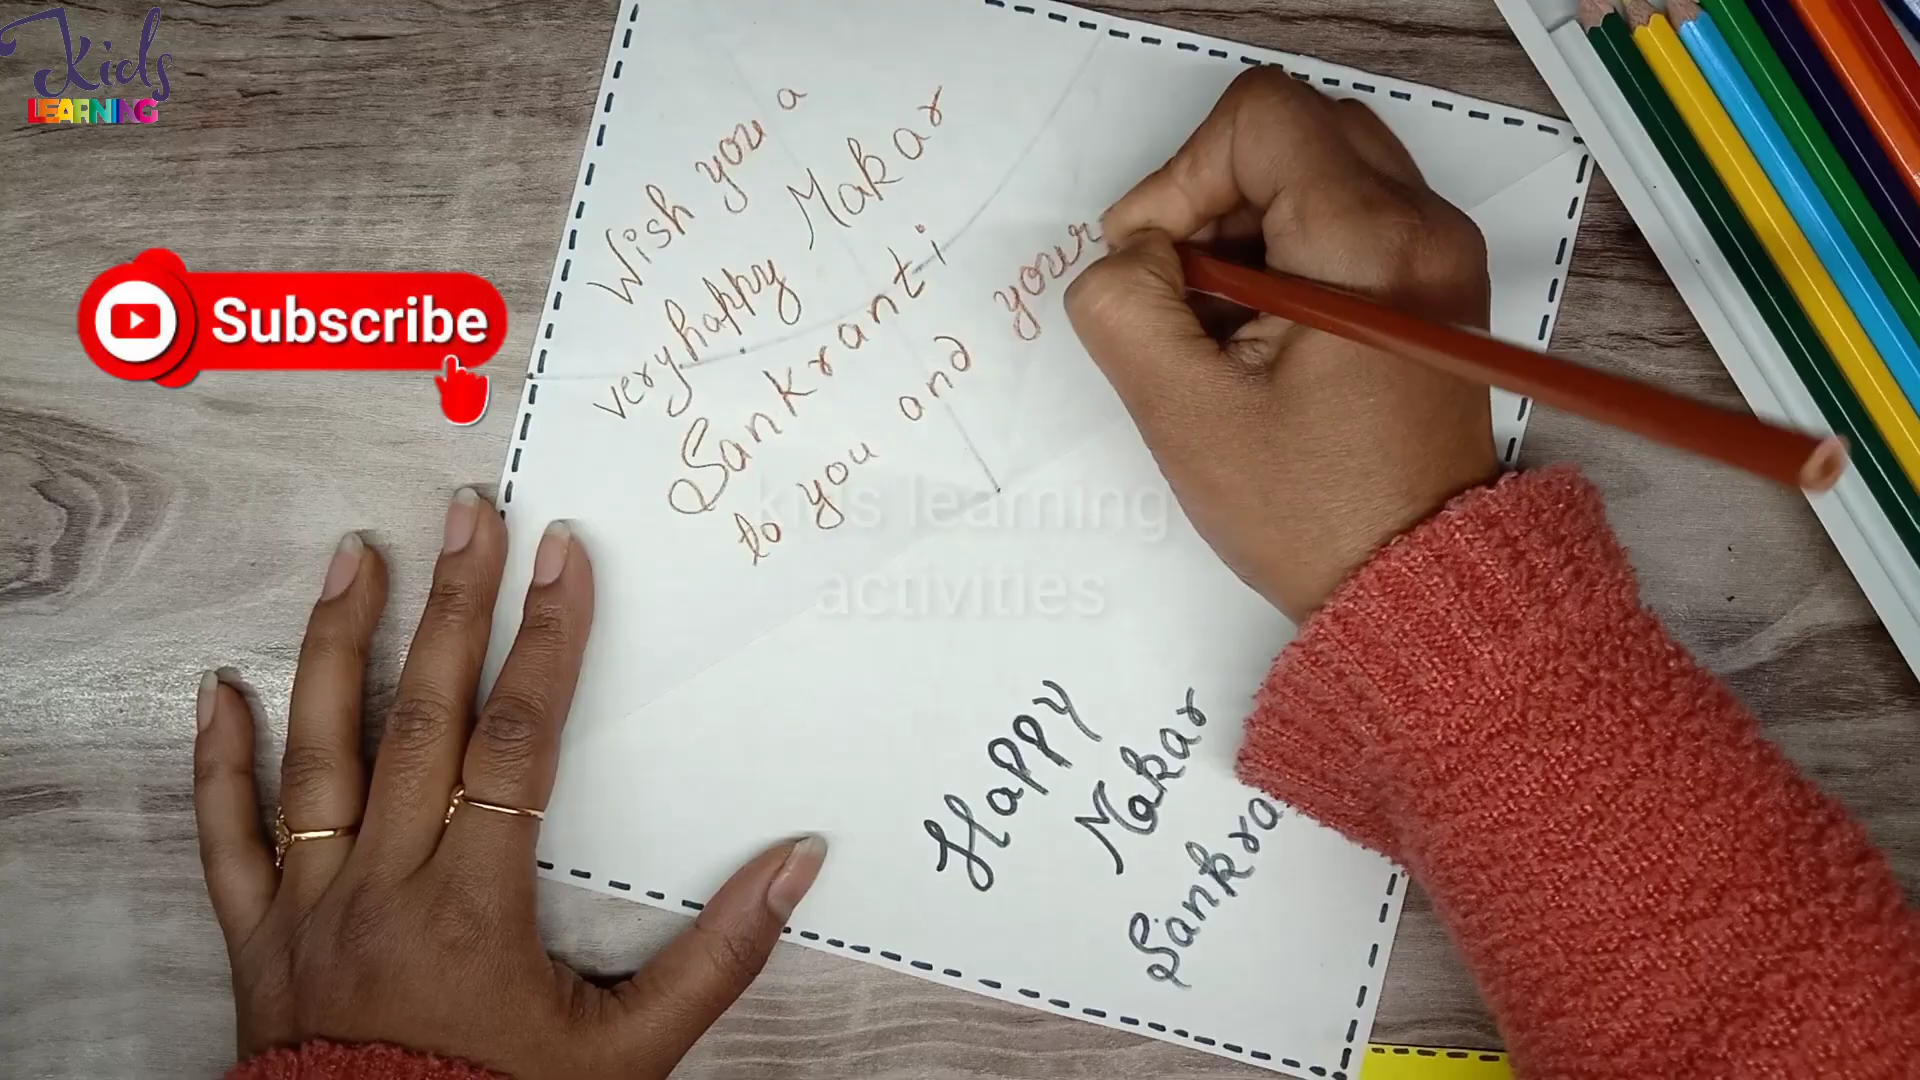 Kids
LEARNING
Subscribe
Wish you a
very happy Makar
Sankranti
to you and your
kids learning
activities
Happy
Makar
Sankra